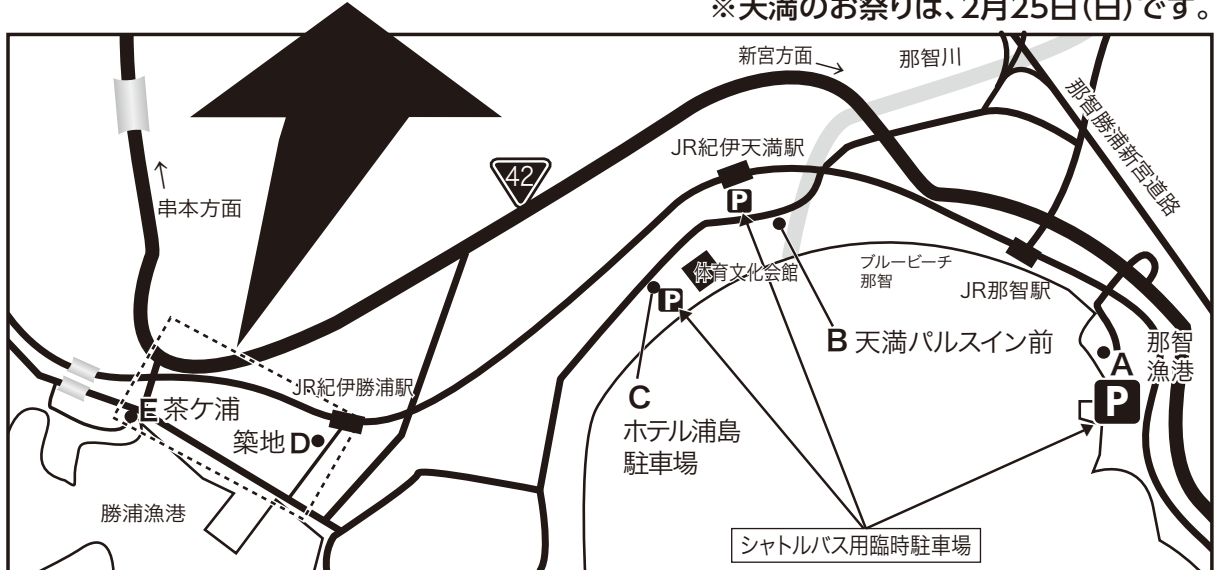 ※天満のお祭りは、2月25日(日)です。
新宮方面→
那智川
那智勝浦新宮道路
JR紀伊天満駅
42
↑
串本方面
P
体育文化会館
ブルービーチ
那智
JR那智駅
P
B 天満パルスイン前
那智
漁港
A
P
C
ホテル浦島
駐車場
JR紀伊勝浦駅
E 茶ケ浦
築地 D
勝浦漁港
シャトルバス用臨時駐車場